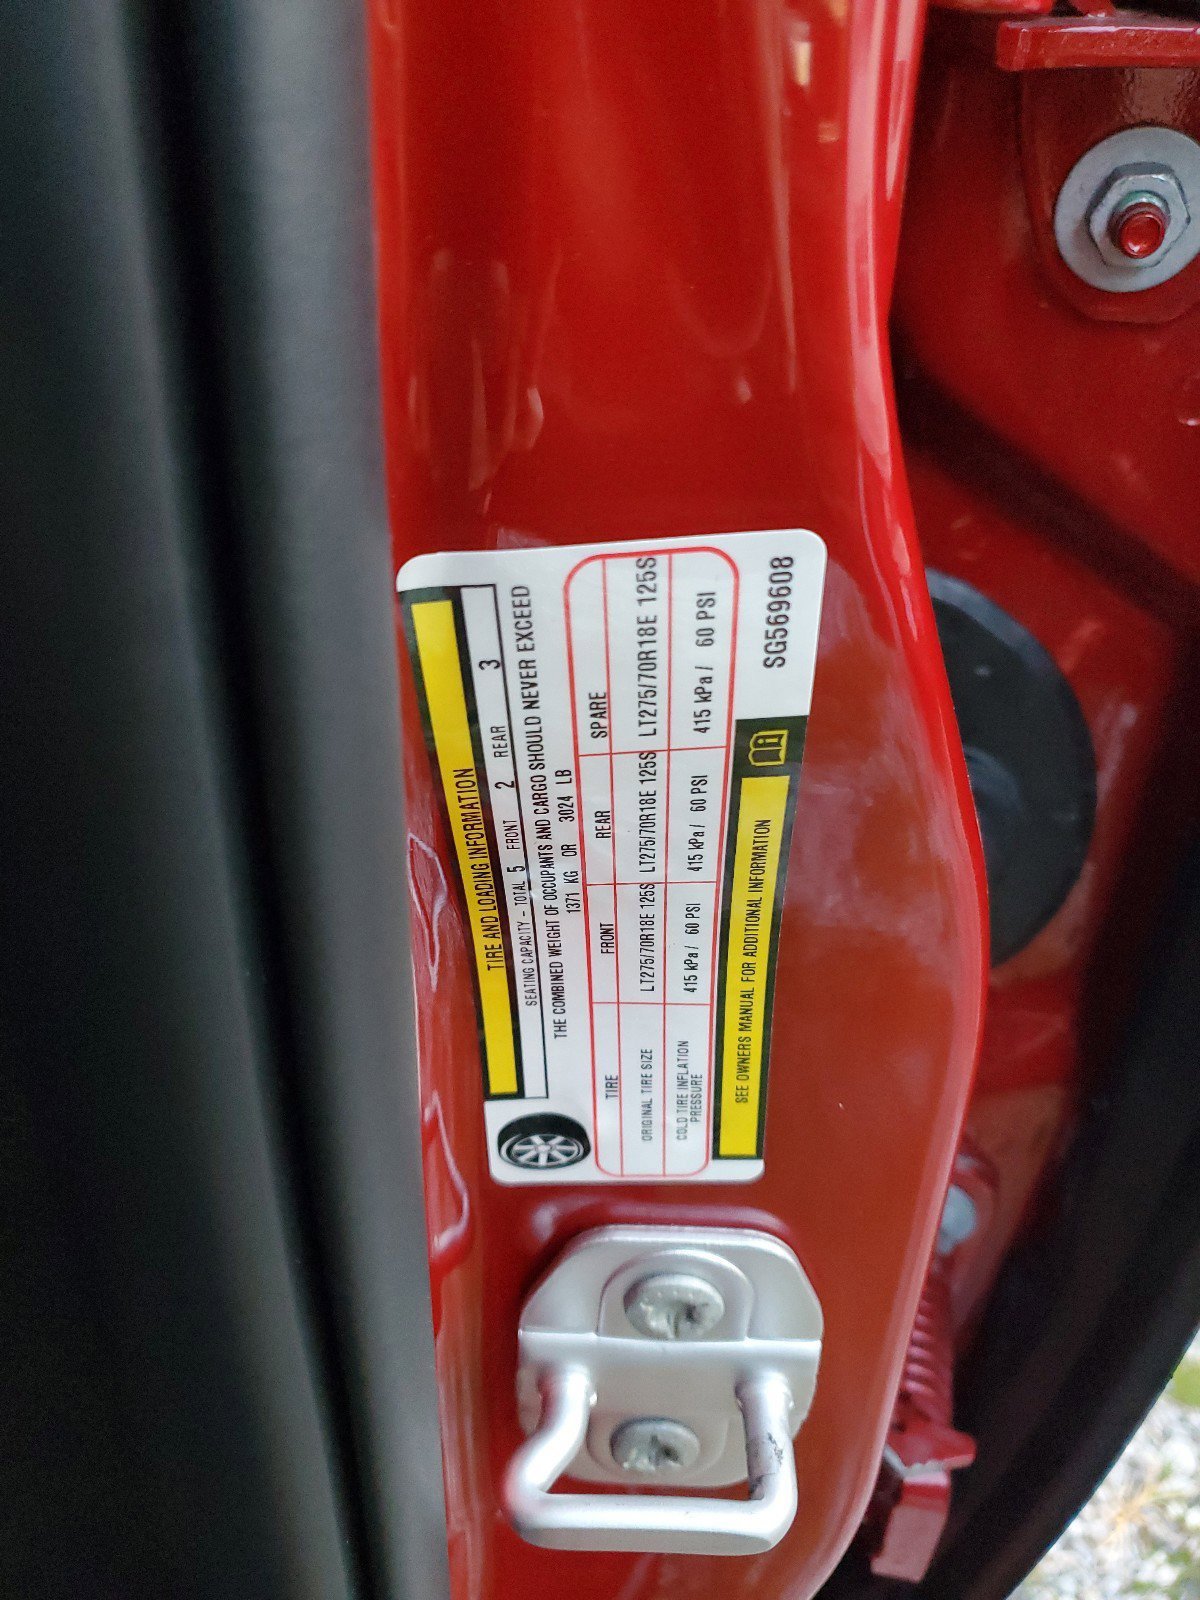 TIRE AND LOADING INFORMATION
SEATING CAPACITY - TOTAL 5 FRONT 2 REAR 3
THE COMBINED WEIGHT OF OCCUPANTS AND CARGO SHOULD NEVER EXCEED
1371 KG OR 3024 LB
TIRE FRONT REAR SPARE
ORIGINAL TIRE SIZE LT275/70R18E 125S LT275/70R18E 125S LT275/70R18E 125S
COLD TIRE INFLATION
PRESSURE 415 kPa / 60 PSI 415 kPa / 60 PSI 415 kPa / 60 PSI
SEE OWNERS MANUAL FOR ADDITIONAL INFORMATION
SG569608